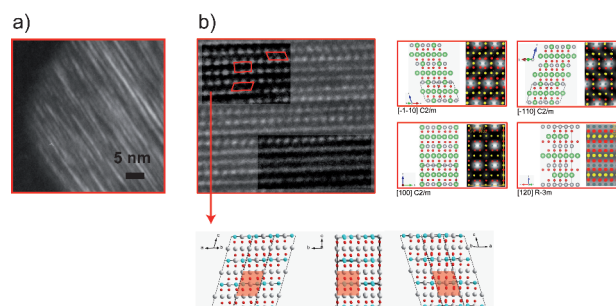 a)
b)
5 nm
[-1-10] C2/m
[-110] C2/m
[100] C2/m
[120] R-3m